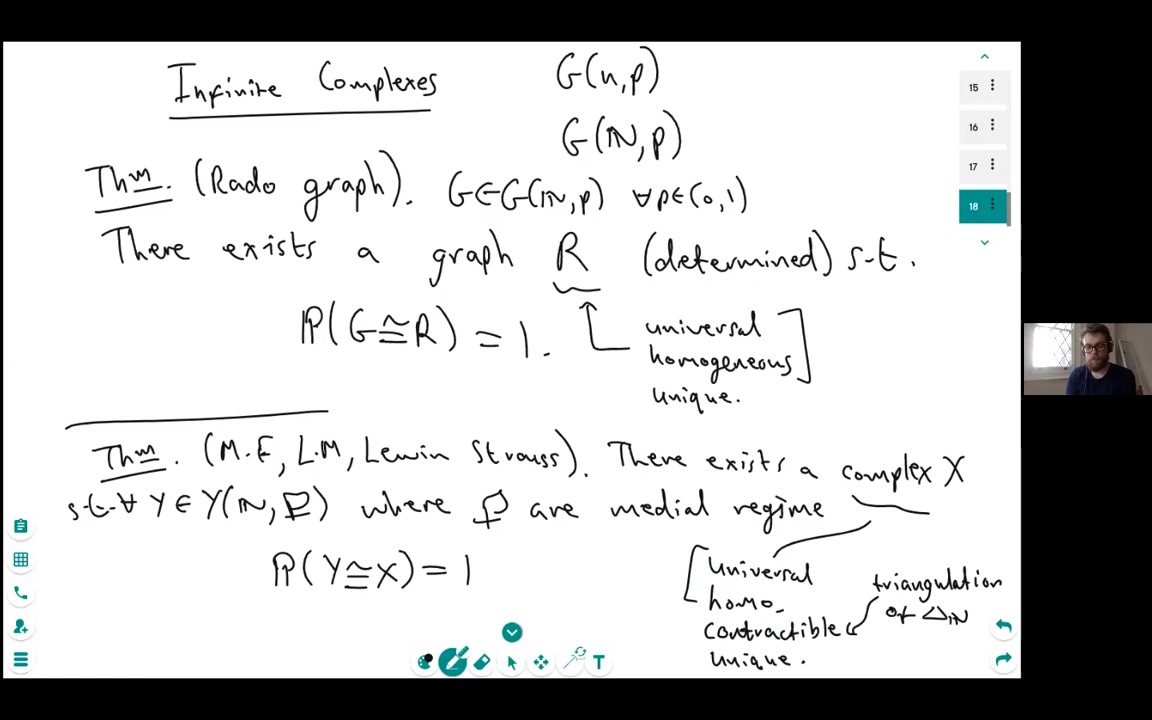 Infinite Complexes
G(n,p)
G(ℕ,p)
Thm. (Rado graph). G∈G(ℕ,p) ∀p∈(0,1)
There exists a graph R (determined) s.t.
ℙ(G≅R) = 1.
universal
homogeneous
unique.
Thm. (M.F, L.M, Lewin Strauss). There exists a complex X
s.t. ∀ Y ∈ Y(ℕ, p) where p are medial regime
ℙ(Y≅X) = 1
universal
homo.
contractible
unique.
triangulation
of Δℕ
15
16
17
18
T